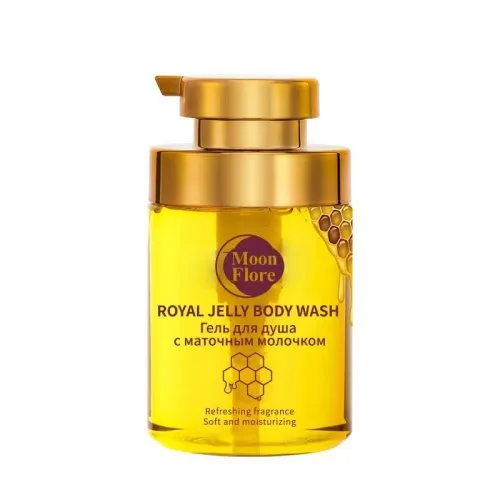 Moon
Flore
ROYAL JELLY BODY WASH
Гель для душа
с маточным молочком
Refreshing fragrance
Soft and moisturizing